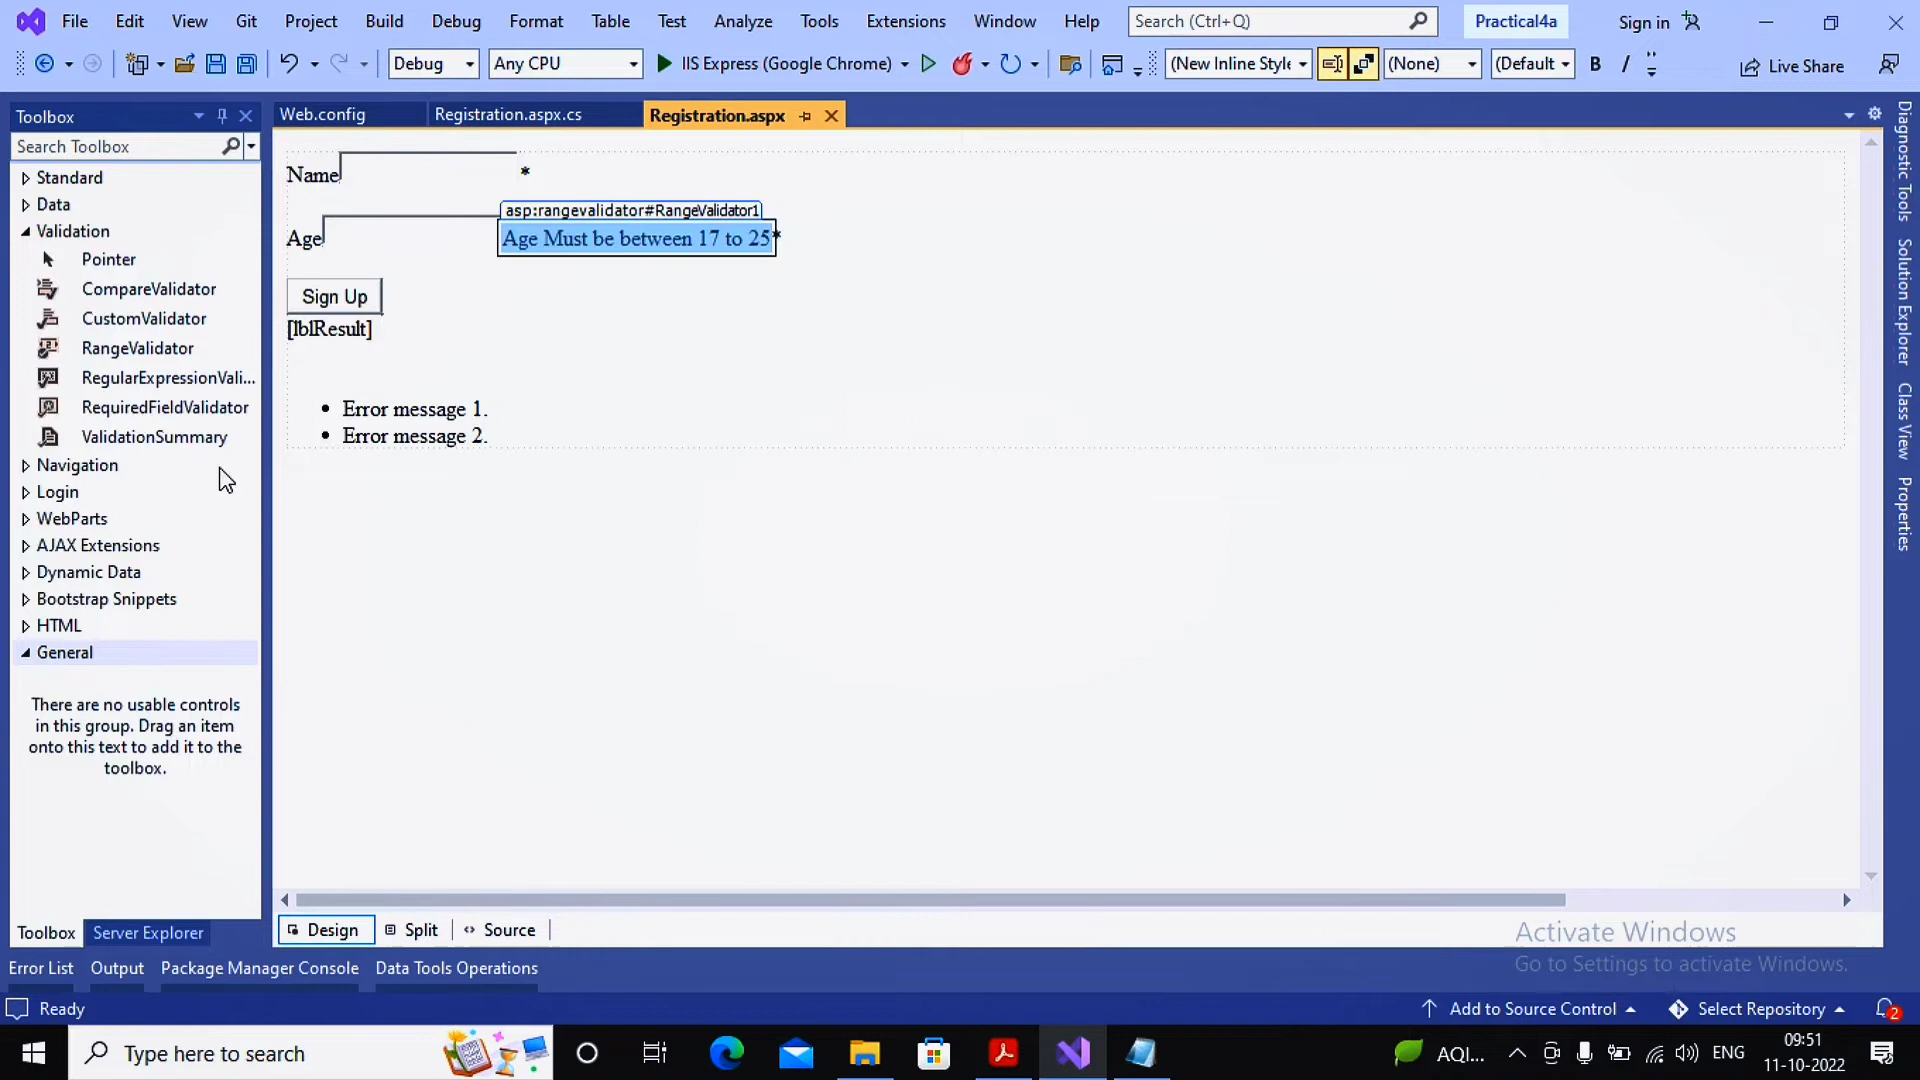 File Edit View Git Project Build Debug Format Table Test Analyze Tools Extensions Window Help Search (Ctrl+Q) Practical4a Sign in
Debug Any CPU IIS Express (Google Chrome) (New Inline Style (None) (Default B I Live Share
Toolbox
Search Toolbox
Standard
Data
Validation
Pointer
CompareValidator
CustomValidator
RangeValidator
RegularExpressionVali...
RequiredFieldValidator
ValidationSummary
Navigation
Login
WebParts
AJAX Extensions
Dynamic Data
Bootstrap Snippets
HTML
General
There are no usable controls
in this group. Drag an item
onto this text to add it to the
toolbox.
Toolbox Server Explorer
Web.config Registration.aspx.cs Registration.aspx
Name *
asp:rangevalidator#RangeValidator1
Age Age Must be between 17 to 25*
Sign Up
[lblResult]
• Error message 1.
• Error message 2.
Design Split Source
Diagnostic Tools
Solution Explorer
Class View
Properties
Activate Windows
Go to Settings to activate Windows.
Error List Output Package Manager Console Data Tools Operations
Ready Add to Source Control Select Repository 2
Type here to search AQI... ENG 09:51
11-10-2022